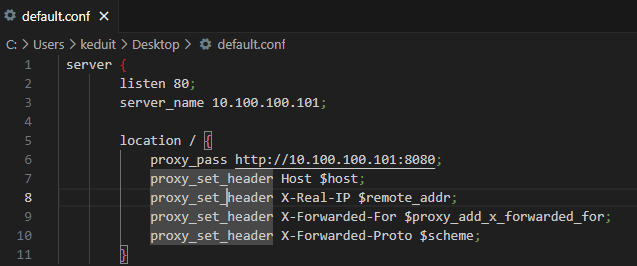 default.conf
C: > Users > keduit > Desktop > default.conf
1 server {
2 listen 80;
3 server_name 10.100.100.101;
4
5 location / {
6 proxy_pass http://10.100.100.101:8080;
7 proxy_set_header Host $host;
8 proxy_set_header X-Real-IP $remote_addr;
9 proxy_set_header X-Forwarded-For $proxy_add_x_forwarded_for;
10 proxy_set_header X-Forwarded-Proto $scheme;
11 }